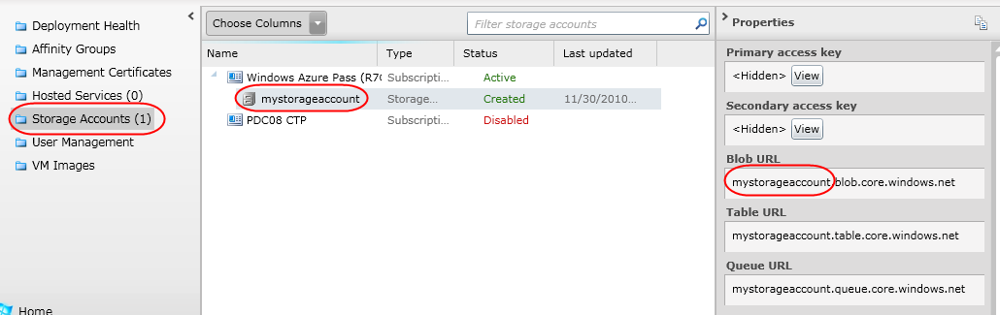 Deployment Health
Affinity Groups
Management Certificates
Hosted Services (0)
Storage Accounts (1)
User Management
VM Images
Home
Choose Columns
Filter storage accounts
Name Type Status Last updated
Windows Azure Pass (R7C Subscripti... Active
mystorageaccount Storage... Created 11/30/2010...
PDC08 CTP Subscripti... Disabled
Properties
Primary access key
<Hidden> View
Secondary access key
<Hidden> View
Blob URL
mystorageaccount.blob.core.windows.net
Table URL
mystorageaccount.table.core.windows.net
Queue URL
mystorageaccount.queue.core.windows.net